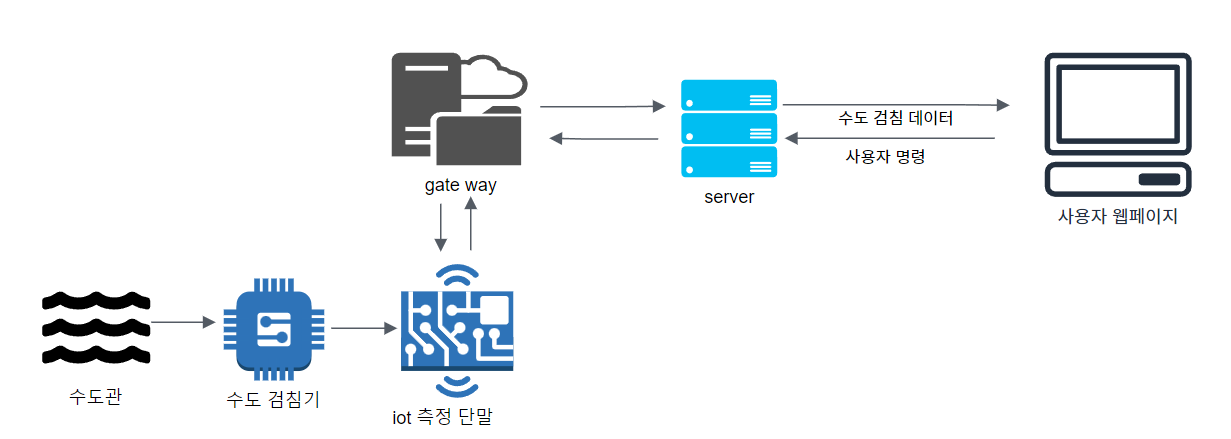 gate way
server
수도 검침 데이터
사용자 명령
사용자 웹페이지
수도관
수도 검침기
iot 측정 단말